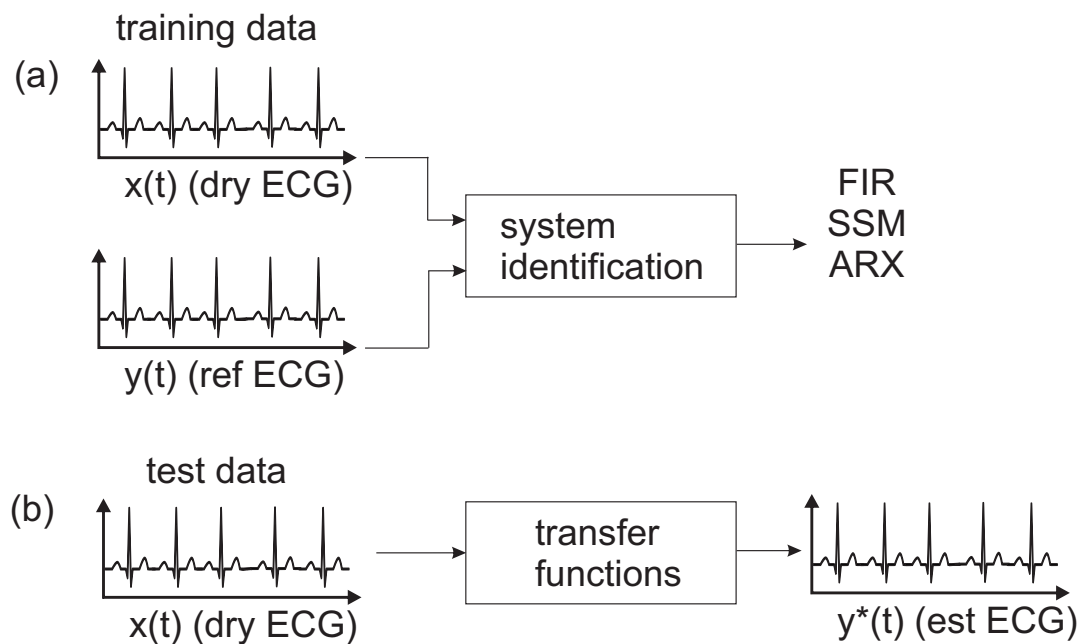 training data
(a)
x(t) (dry ECG)
y(t) (ref ECG)
system
identification
FIR
SSM
ARX
test data
(b)
x(t) (dry ECG)
transfer
functions
y*(t) (est ECG)